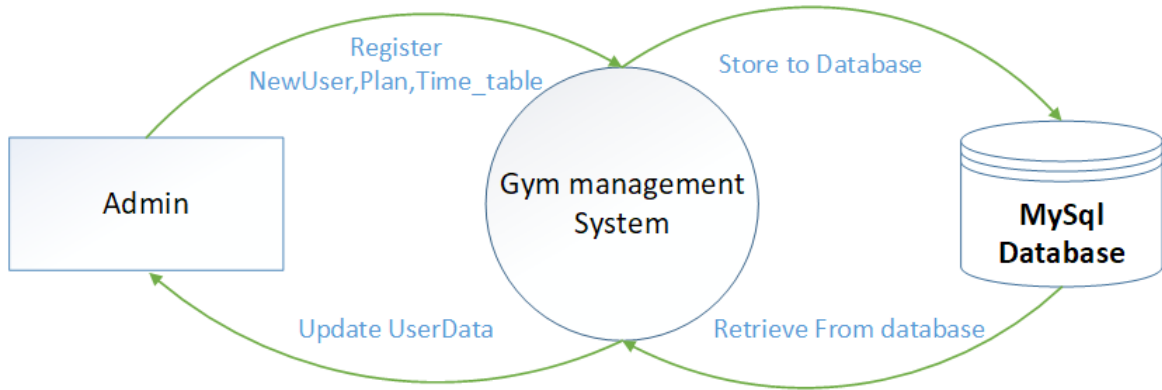 Register
NewUser,Plan,Time_table
Store to Database
Admin
Gym management
System
MySql
Database
Update UserData
Retrieve From database